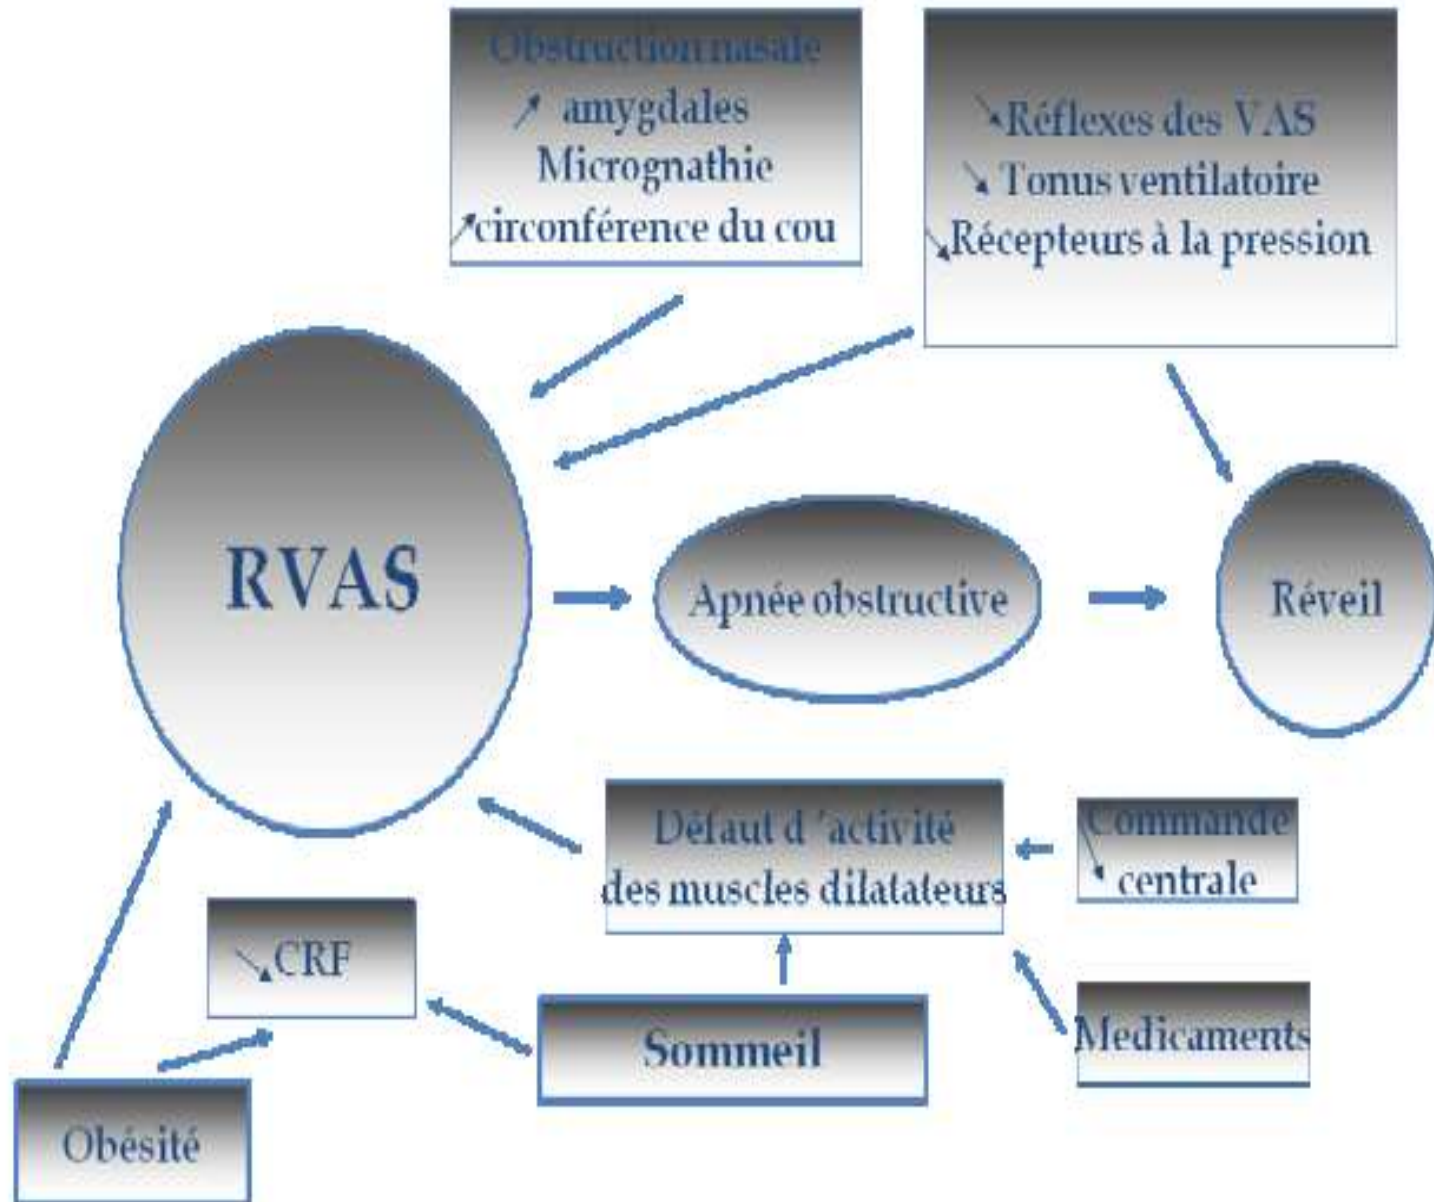 Obstruction nasale
↗ amygdales
Micrognathie
↗circonférence du cou
↘Réflexes des VAS
↘ Tonus ventilatoire
↘Récepteurs à la pression
RVAS
Apnée obstructive
Réveil
Défaut d ’activité
des muscles dilatateurs
Commande
↘ centrale
↘CRF
Sommeil
Medicaments
Obésité